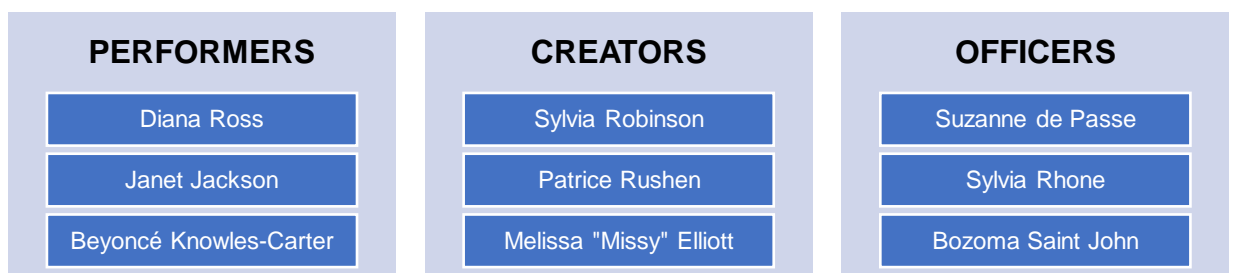 PERFORMERS
Diana Ross
Janet Jackson
Beyoncé Knowles-Carter
CREATORS
Sylvia Robinson
Patrice Rushen
Melissa "Missy" Elliott
OFFICERS
Suzanne de Passe
Sylvia Rhone
Bozoma Saint John